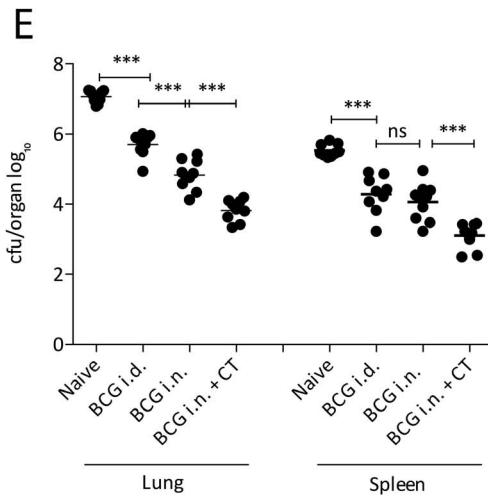 E
cfu/organ log₁₀
8
6
4
2
0
***
***
***
***
ns
***
Naive
BCG i.d.
BCG i.n.
BCG i.n. + CT
Naive
BCG i.d.
BCG i.n.
BCG i.n. + CT
Lung
Spleen